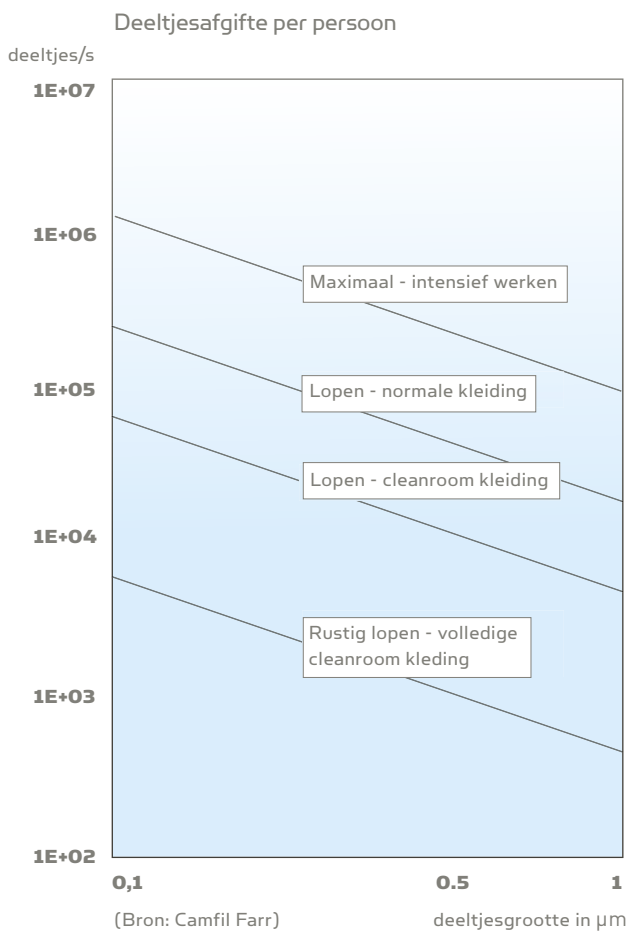 Deeltjesafgifte per persoon
deeltjes/s
1E+07
1E+06
Maximaal - intensief werken
1E+05
Lopen - normale kleiding
Lopen - cleanroom kleiding
1E+04
Rustig lopen - volledige
cleanroom kleding
1E+03
1E+02
0,1 0.5 1
(Bron: Camfil Farr) deeltjesgrootte in μm